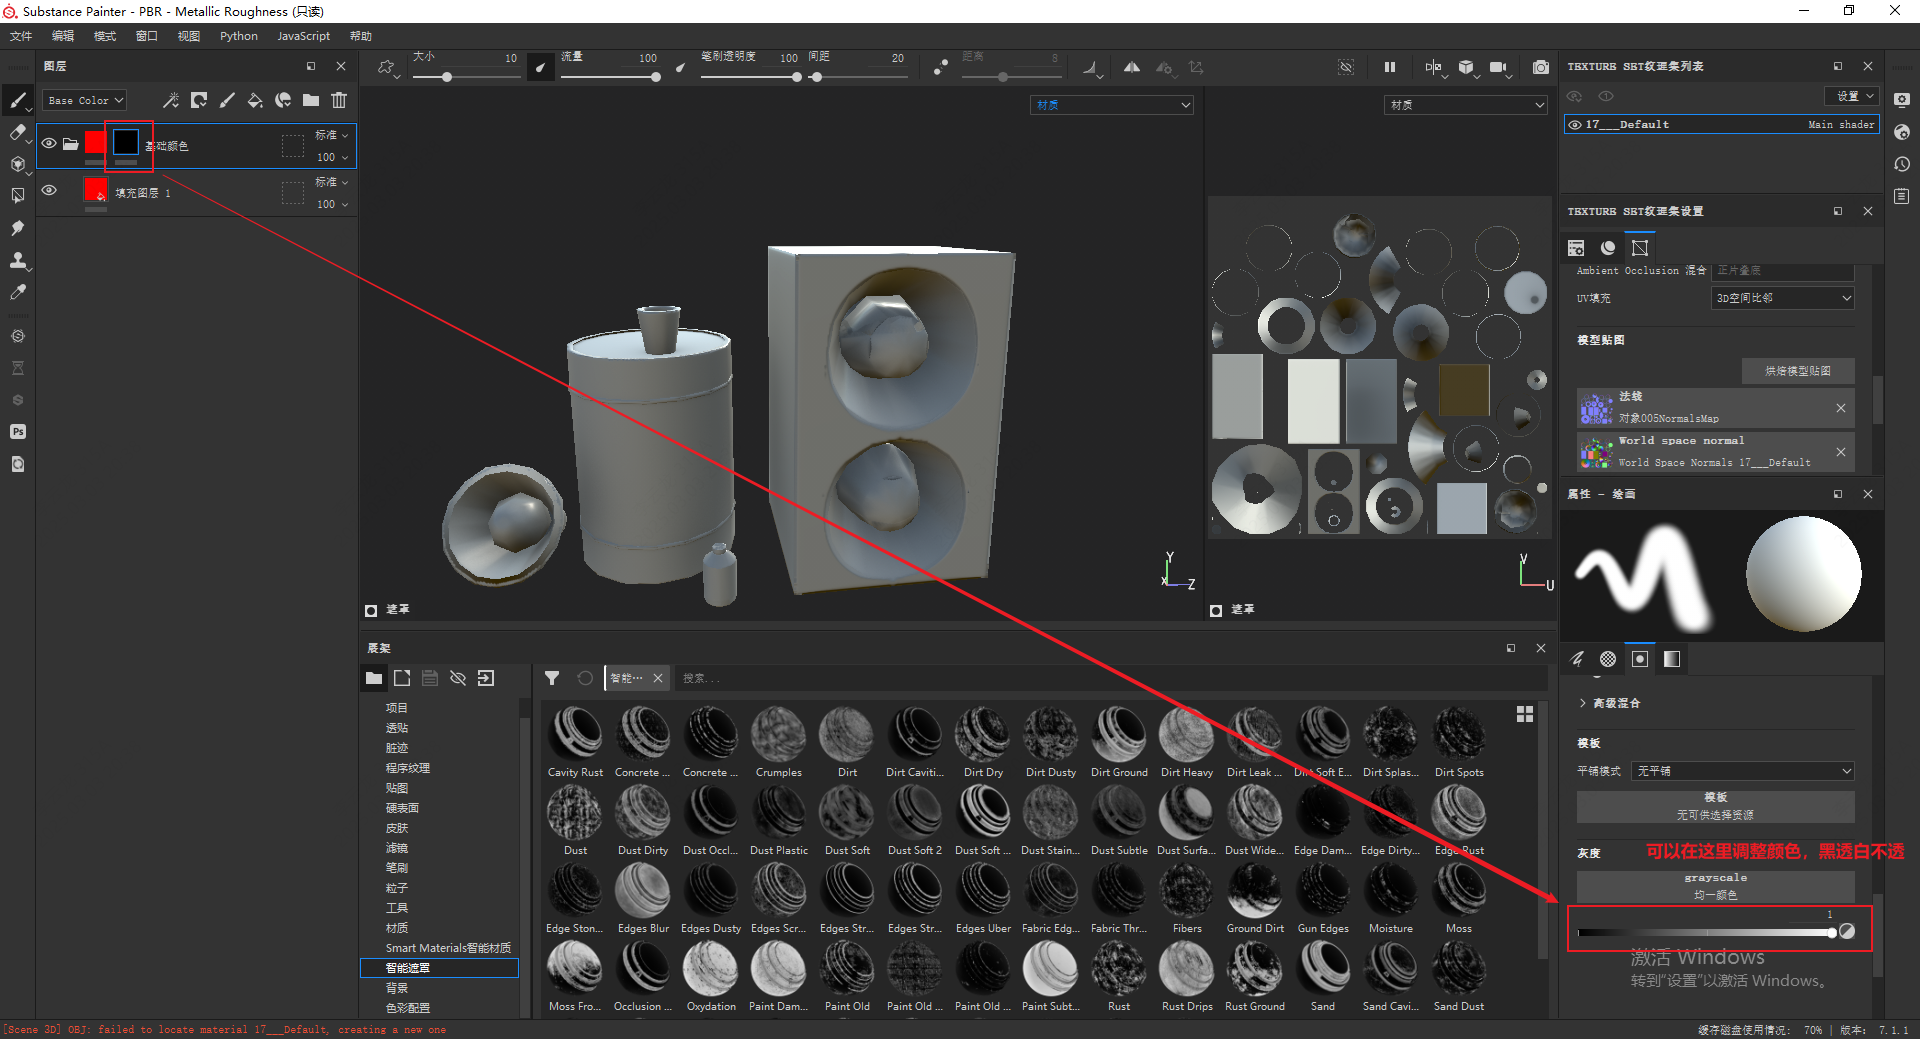 Substance Painter - PBR - Metallic Roughness (只读)
文件 编辑 模式 窗口 视图 Python JavaScript 帮助
图层
大小 10 流量 100 笔刷透明度 100 间距 20 距离 8
Base Color
材质
材质
基础颜色
标准
100
填充图层 1
标准
100
TEXTURE SET纹理集列表
设置
17___Default Main shader
TEXTURE SET纹理集设置
Ambient Occlusion 混合 正片叠底
UV填充 3D空间比邻
模型贴图
烘焙模型贴图
法线
对象005NormalsMap
World space normal
World Space Normals 17___Default
属性 - 绘画
Y
X
Z
V
U
遮罩
遮罩
展架
智能···
搜索...
项目
透贴
脏迹
程序纹理
贴图
硬表面
皮肤
滤镜
笔刷
粒子
工具
材质
Smart Materials智能材质
智能遮罩
背景
色彩配置
Cavity Rust Concrete ... Concrete ... Crumples Dirt Dirt Caviti... Dirt Dry Dirt Dusty Dirt Ground Dirt Heavy Dirt Leak ... Dirt Soft E... Dirt Splas... Dirt Spots
Dust Dust Dirty Dust Occl... Dust Plastic Dust Soft Dust Soft 2 Dust Soft ... Dust Stain... Dust Subtle Dust Surfa... Dust Wide... Edge Dam... Edge Dirty... Edge Rust
Edge Ston... Edges Blur Edges Dusty Edges Scr... Edges Str... Edges Str... Edges Uber Fabric Edg... Fabric Thr... Fibers Ground Dirt Gun Edges Moisture Moss
Moss Fro... Occlusion ... Oxydation Paint Dam... Paint Old Paint Old ... Paint Old ... Paint Subt... Rust Rust Drips Rust Ground Sand Sand Cavi... Sand Dust
高级混合
模板
平铺模式 无平铺
模板
无可供选择资源
灰度
可以在这里调整颜色，黑透白不透
grayscale
均一颜色
1
激活 Windows
转到“设置”以激活 Windows。
[Scene 3D] OBJ: failed to locate material 17___Default, creating a new one
缓存磁盘使用情况: 70% | 版本: 7.1.1
Ps